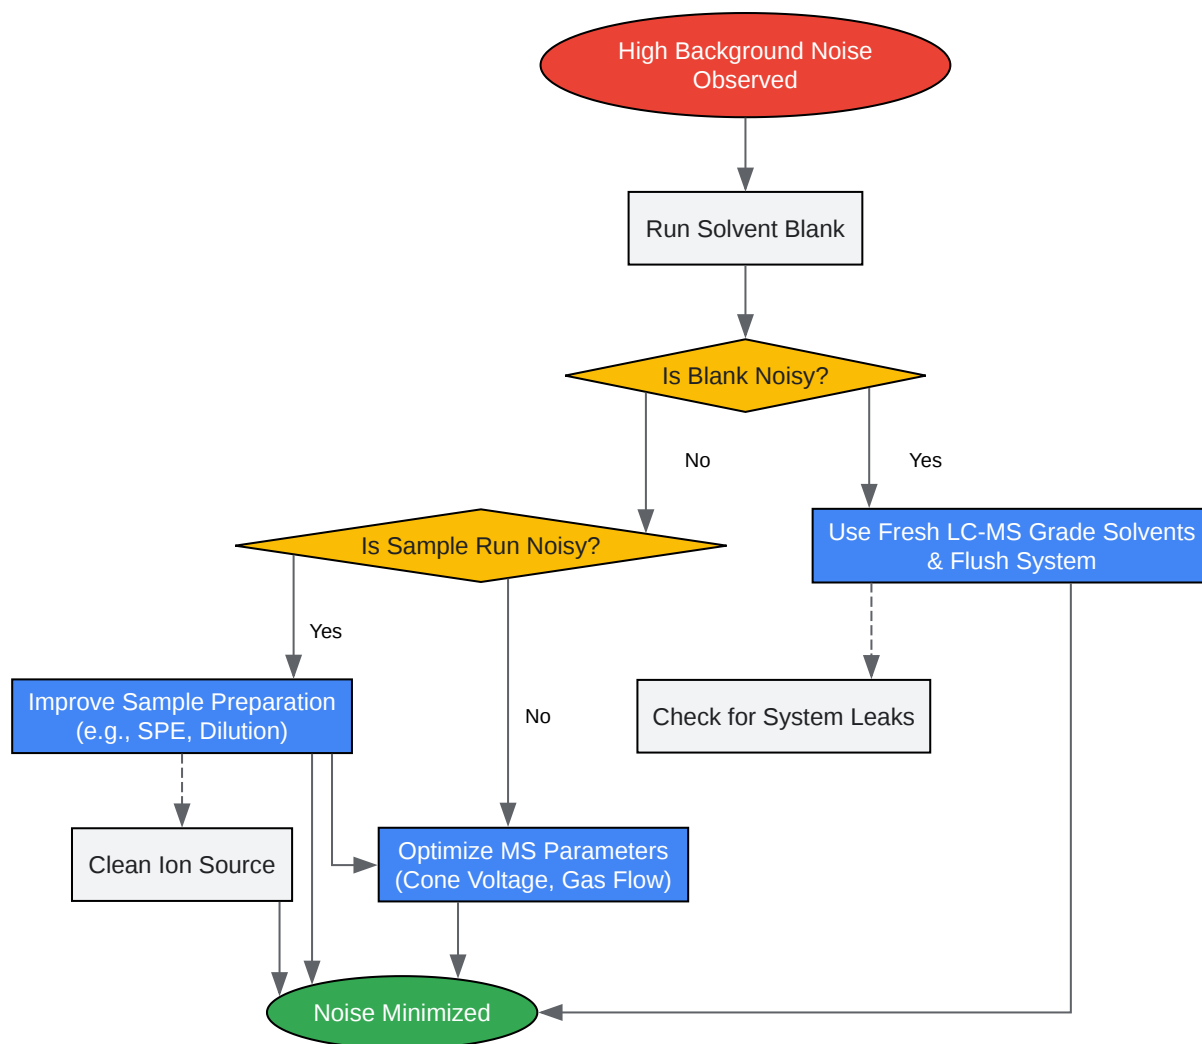 High Background Noise
Observed
Run Solvent Blank
Is Blank Noisy?
No
Yes
Is Sample Run Noisy?
Use Fresh LC-MS Grade Solvents
& Flush System
Yes
Improve Sample Preparation
(e.g., SPE, Dilution)
No
Check for System Leaks
Clean Ion Source
Optimize MS Parameters
(Cone Voltage, Gas Flow)
Noise Minimized